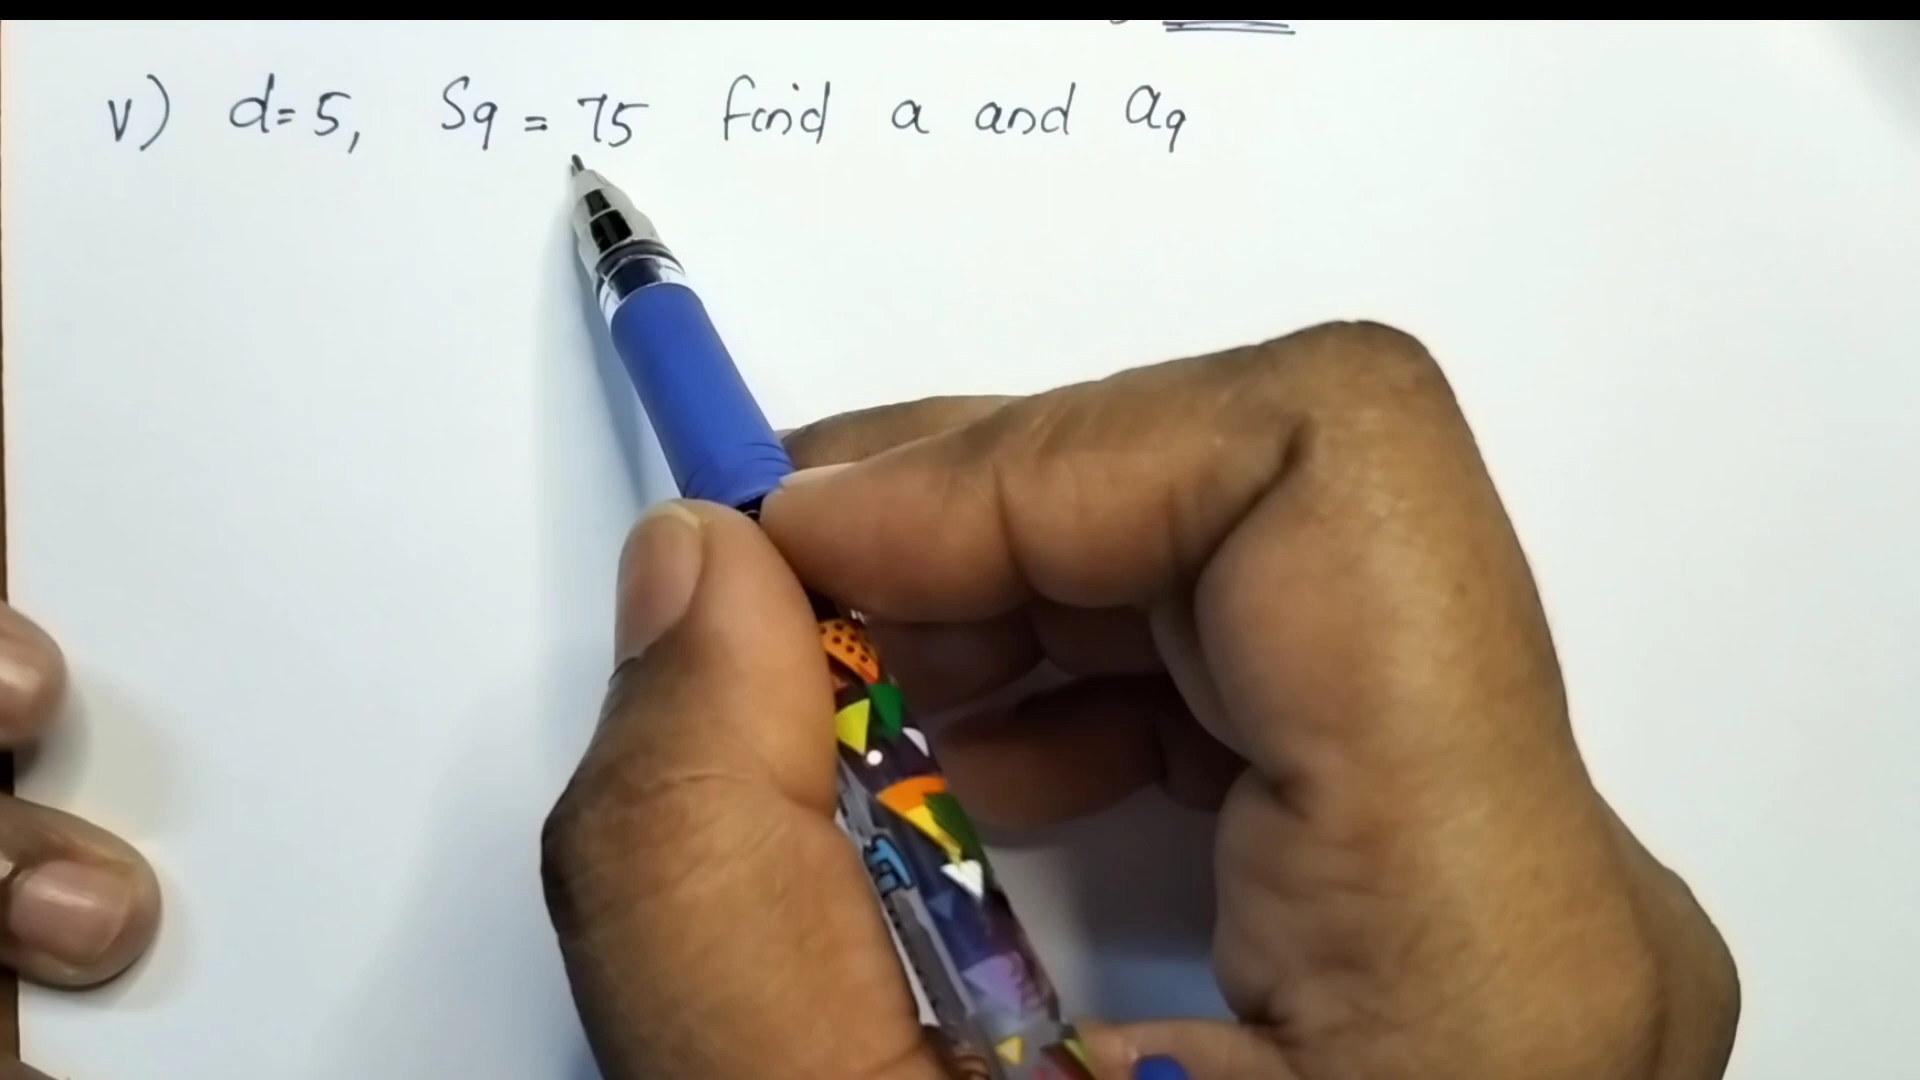 v) d=5, S₉ = 75 find a and a₉